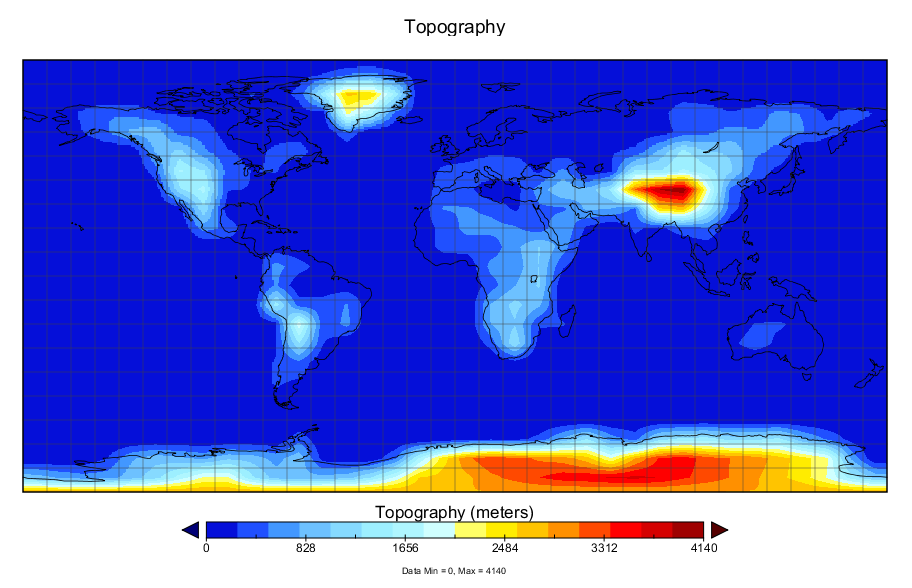 Topography
Topography (meters)
0 828 1656 2484 3312 4140
Data Min = 0, Max = 4140